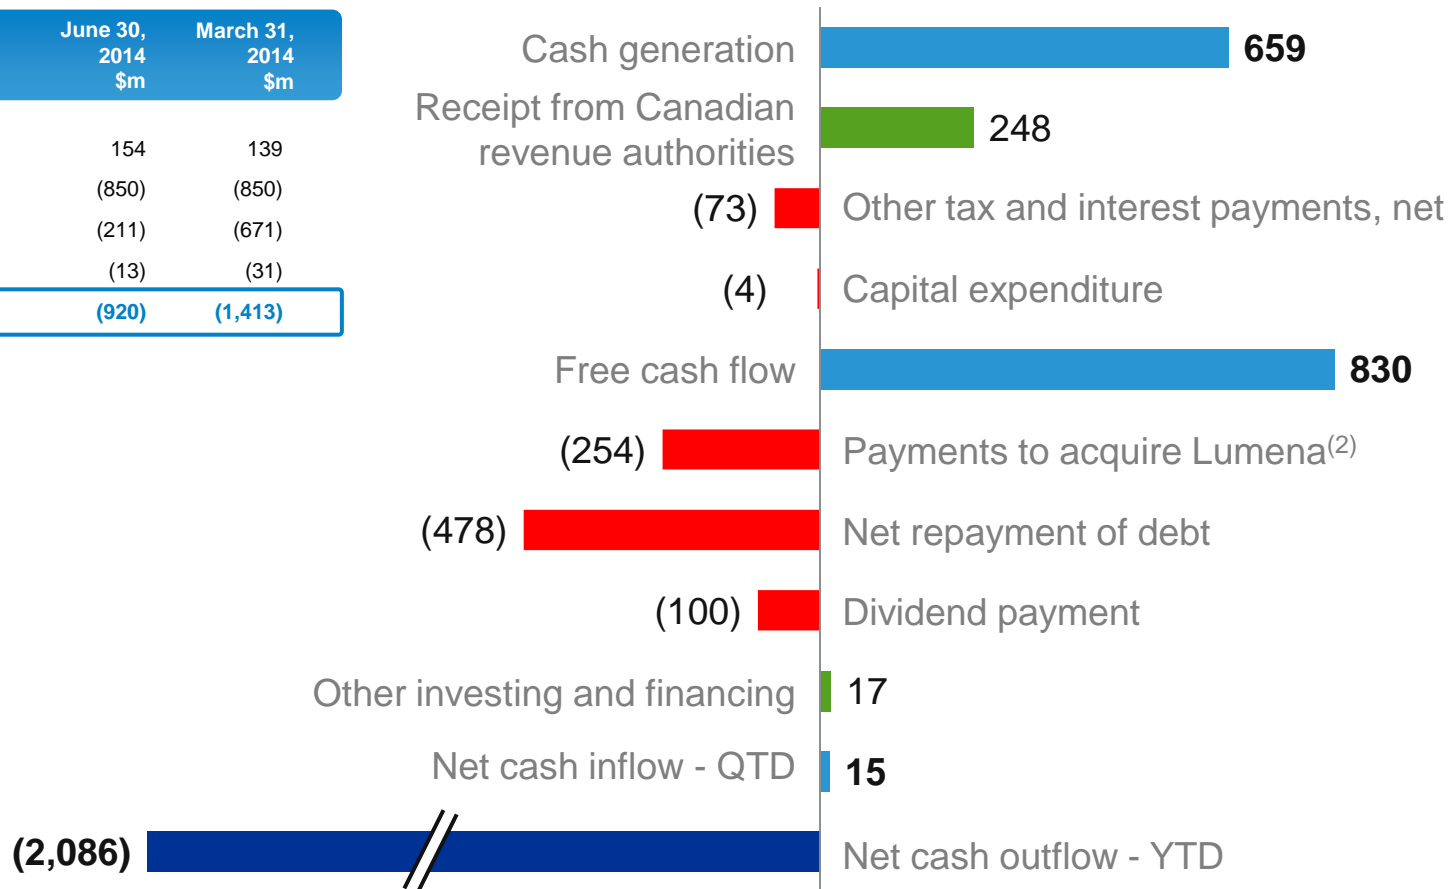 June 30, March 31,
2014 2014
$m $m
154 139
(850) (850)
(211) (671)
(13) (31)
(920) (1,413)
Cash generation 659
Receipt from Canadian
revenue authorities 248
(73) Other tax and interest payments, net
(4) Capital expenditure
Free cash flow 830
(254) Payments to acquire Lumena(2)
(478) Net repayment of debt
(100) Dividend payment
Other investing and financing 17
Net cash inflow - QTD 15
(2,086) Net cash outflow - YTD